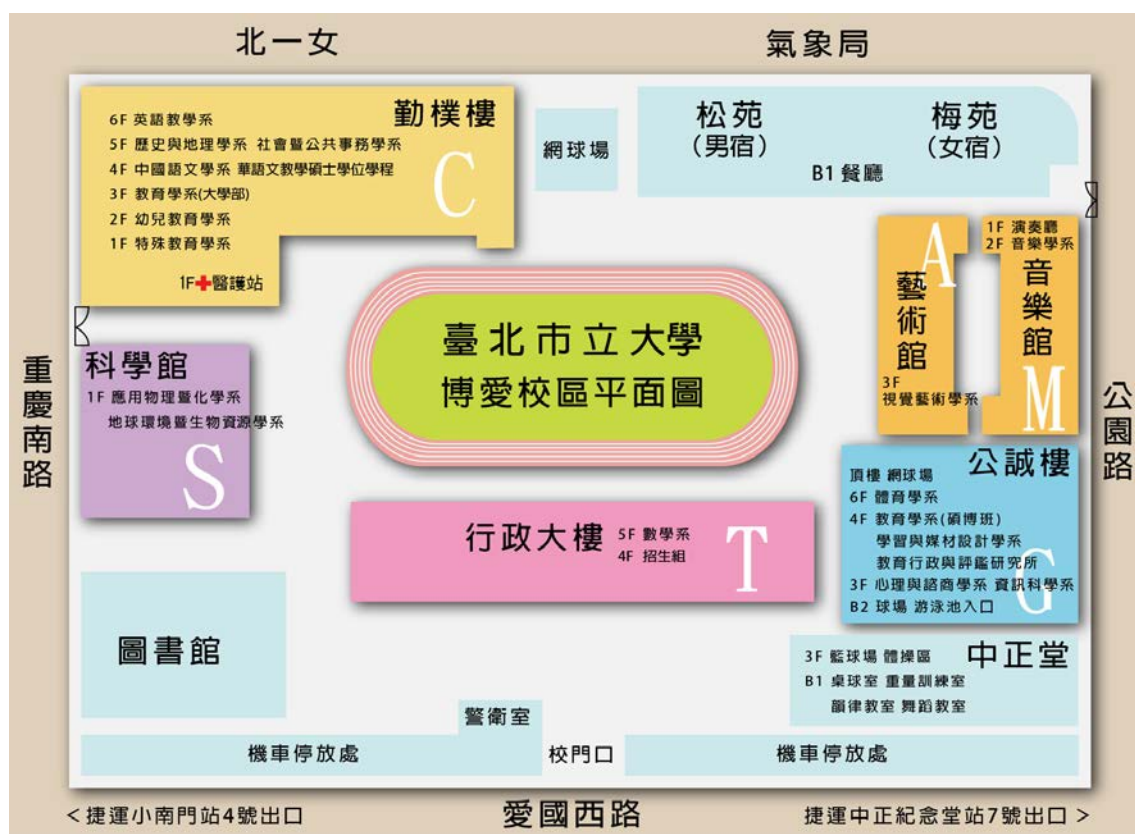 北一女
氣象局
勤樸樓
6F 英語教學系
5F 歷史與地理學系 社會暨公共事務學系
4F 中國語文學系 華語文教學碩士學位學程
3F 教育學系(大學部)
2F 幼兒教育學系
1F 特殊教育學系
C
1F 醫護站
網球場
松苑
(男宿)
梅苑
(女宿)
B1 餐廳
A
藝術館
3F
視覺藝術學系
1F 演奏廳
2F 音樂學系
音樂館
M
臺北市立大學
博愛校區平面圖
重慶南路
公園路
科學館
1F 應用物理暨化學系
地球環境暨生物資源學系
S
公誠樓
頂樓 網球場
6F 體育學系
4F 教育學系(碩博班)
學習與媒材設計學系
教育行政與評鑑研究所
3F 心理與諮商學系 資訊科學系
B2 球場 游泳池入口
G
行政大樓
5F 數學系
4F 招生組
T
圖書館
中正堂
3F 籃球場 體操區
B1 桌球室 重量訓練室
韻律教室 舞蹈教室
警衛室
機車停放處
校門口
機車停放處
<捷運小南門站4號出口
愛國西路
捷運中正紀念堂站7號出口>